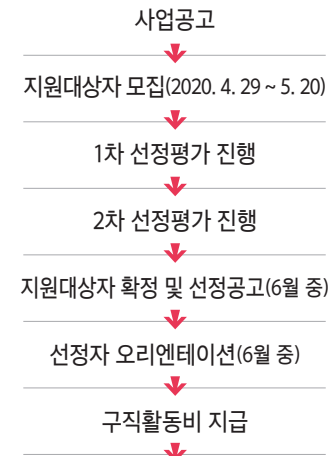 사업공고
지원대상자 모집(2020. 4. 29 ~ 5. 20)
1차 선정평가 진행
2차 선정평가 진행
지원대상자 확정 및 선정공고(6월 중)
선정자 오리엔테이션(6월 중)
구직활동비 지급